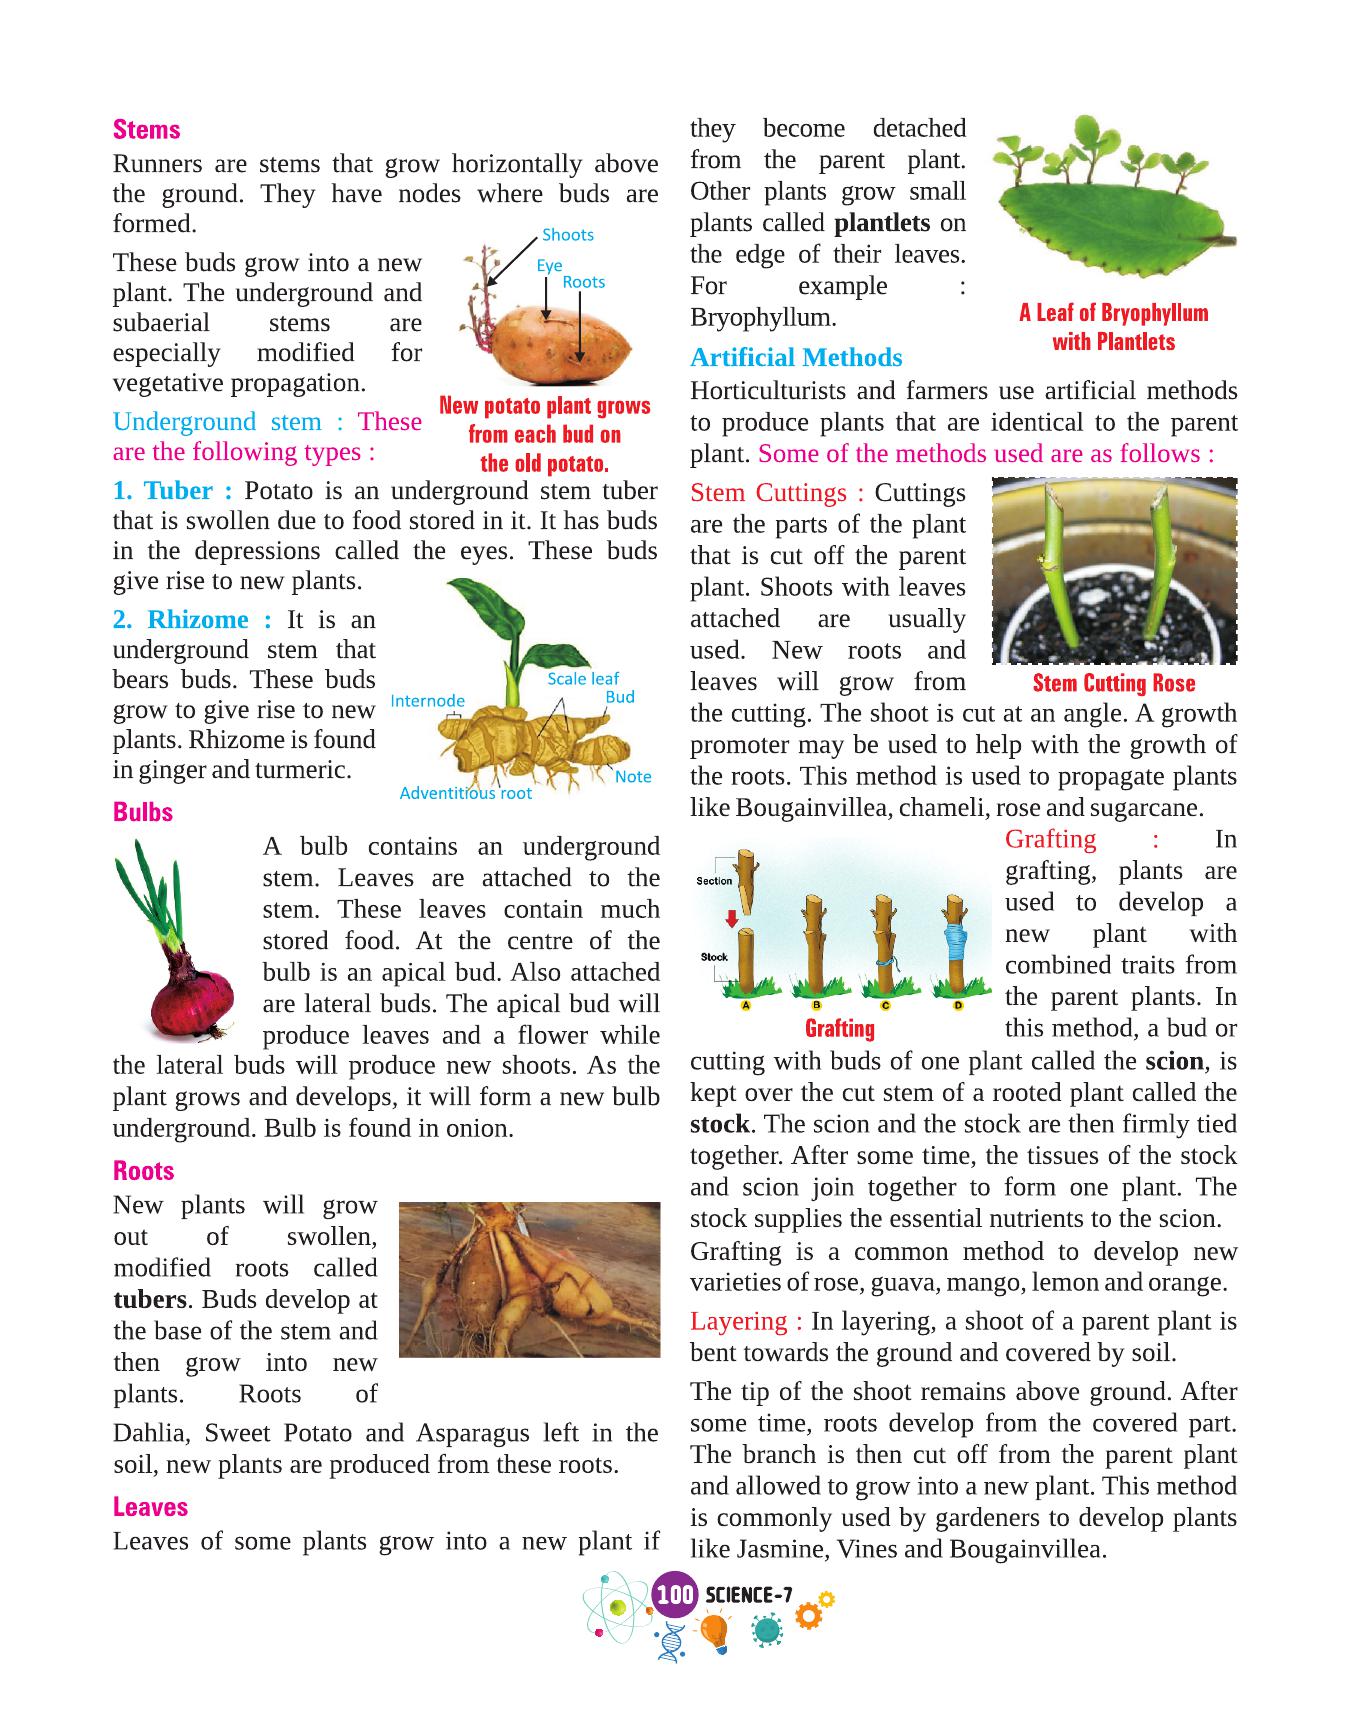 Stems
Runners are stems that grow horizontally above
the ground. They have nodes where buds are
formed.
These buds grow into a new
plant. The underground and
subaerial stems are
especially modified for
vegetative propagation.
Shoots
Eye
Roots
New potato plant grows
from each bud on
the old potato.
Underground stem : These
are the following types :
1. Tuber : Potato is an underground stem tuber
that is swollen due to food stored in it. It has buds
in the depressions called the eyes. These buds
give rise to new plants.
2. Rhizome : It is an
underground stem that
bears buds. These buds
grow to give rise to new
plants. Rhizome is found
in ginger and turmeric.
Scale leaf
Bud
Internode
Note
Adventitious root
Bulbs
A bulb contains an underground
stem. Leaves are attached to the
stem. These leaves contain much
stored food. At the centre of the
bulb is an apical bud. Also attached
are lateral buds. The apical bud will
produce leaves and a flower while
the lateral buds will produce new shoots. As the
plant grows and develops, it will form a new bulb
underground. Bulb is found in onion.
Roots
New plants will grow
out of swollen,
modified roots called
tubers. Buds develop at
the base of the stem and
then grow into new
plants. Roots of
Dahlia, Sweet Potato and Asparagus left in the
soil, new plants are produced from these roots.
Leaves
Leaves of some plants grow into a new plant if
they become detached
from the parent plant.
Other plants grow small
plants called plantlets on
the edge of their leaves.
For example :
Bryophyllum.
A Leaf of Bryophyllum
with Plantlets
Artificial Methods
Horticulturists and farmers use artificial methods
to produce plants that are identical to the parent
plant. Some of the methods used are as follows :
Stem Cuttings : Cuttings
are the parts of the plant
that is cut off the parent
plant. Shoots with leaves
attached are usually
used. New roots and
leaves will grow from
Stem Cutting Rose
the cutting. The shoot is cut at an angle. A growth
promoter may be used to help with the growth of
the roots. This method is used to propagate plants
like Bougainvillea, chameli, rose and sugarcane.
Section
Stock
A B C D
Grafting
Grafting : In
grafting, plants are
used to develop a
new plant with
combined traits from
the parent plants. In
this method, a bud or
cutting with buds of one plant called the scion, is
kept over the cut stem of a rooted plant called the
stock. The scion and the stock are then firmly tied
together. After some time, the tissues of the stock
and scion join together to form one plant. The
stock supplies the essential nutrients to the scion.
Grafting is a common method to develop new
varieties of rose, guava, mango, lemon and orange.
Layering : In layering, a shoot of a parent plant is
bent towards the ground and covered by soil.
The tip of the shoot remains above ground. After
some time, roots develop from the covered part.
The branch is then cut off from the parent plant
and allowed to grow into a new plant. This method
is commonly used by gardeners to develop plants
like Jasmine, Vines and Bougainvillea.
100 SCIENCE-7